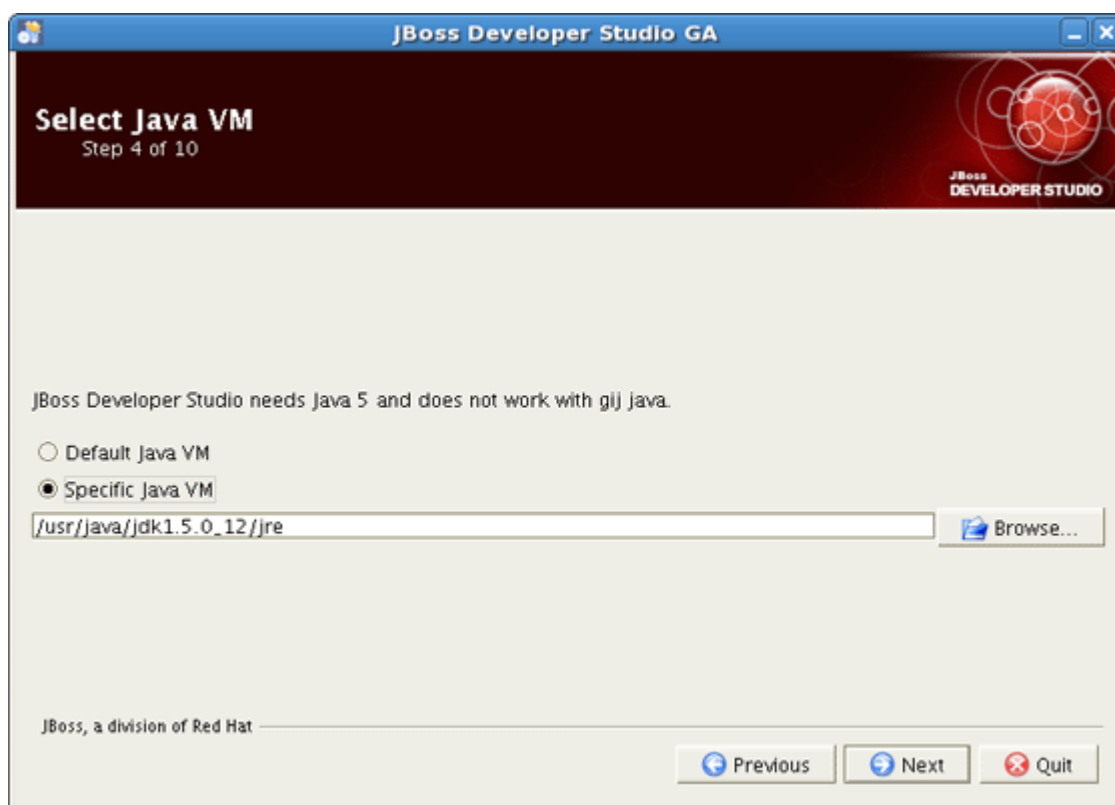 JBoss Developer Studio GA
Select Java VM
Step 4 of 10
JBoss
DEVELOPER STUDIO
JBoss Developer Studio needs Java 5 and does not work with gij java.
Default Java VM
Specific Java VM
/usr/java/jdk1.5.0_12/jre
Browse...
JBoss, a division of Red Hat
Previous
Next
Quit